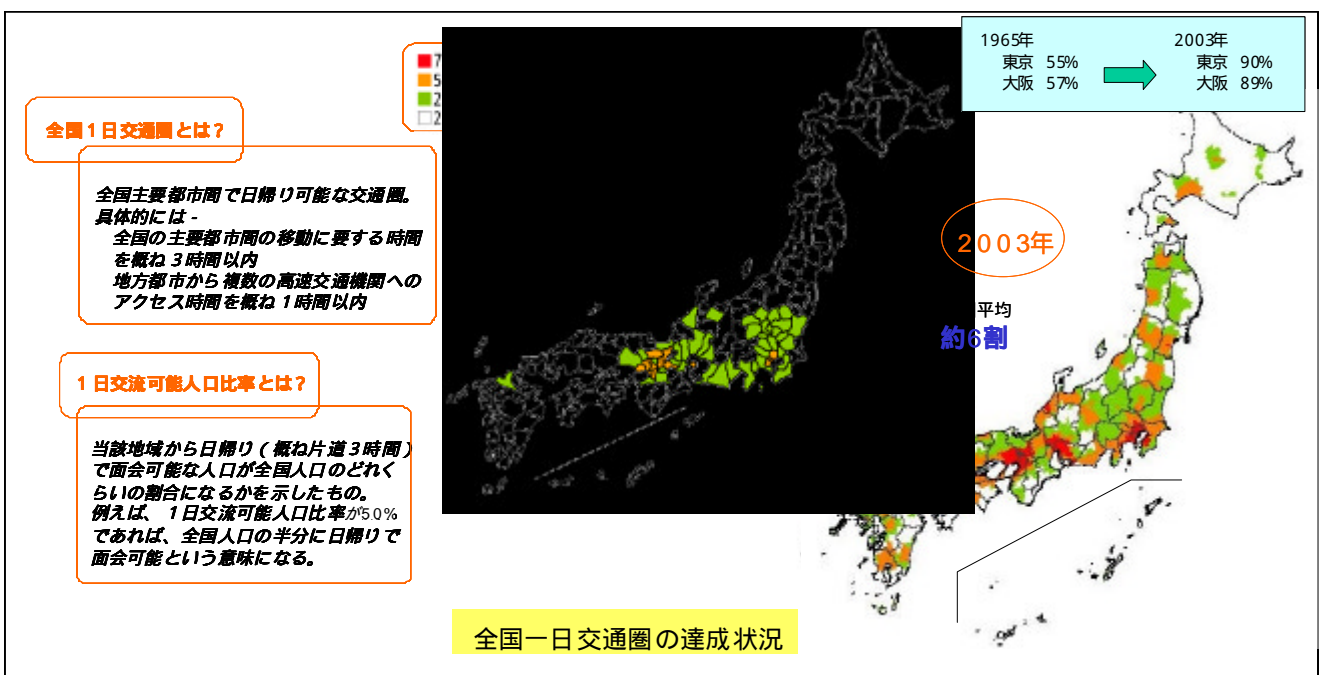 全国1日交通圏とは?
全国主要都市間で日帰り可能な交通圏。
具体的には-
全国の主要都市間の移動に要する時間
を概ね3時間以内
地方都市から複数の高速交通機関への
アクセス時間を概ね1時間以内
1日交流可能人口比率とは?
当該地域から日帰り(概ね片道3時間)
で面会可能な人口が全国人口のどれく
らいの割合になるかを示したもの。
例えば、1日交流可能人口比率が50%
であれば、全国人口の半分に日帰りで
面会可能という意味になる。
7
5
2
2
1965年
東京 55%
大阪 57%
2003年
東京 90%
大阪 89%
2003年
平均
約6割
全国一日交通圏の達成状況